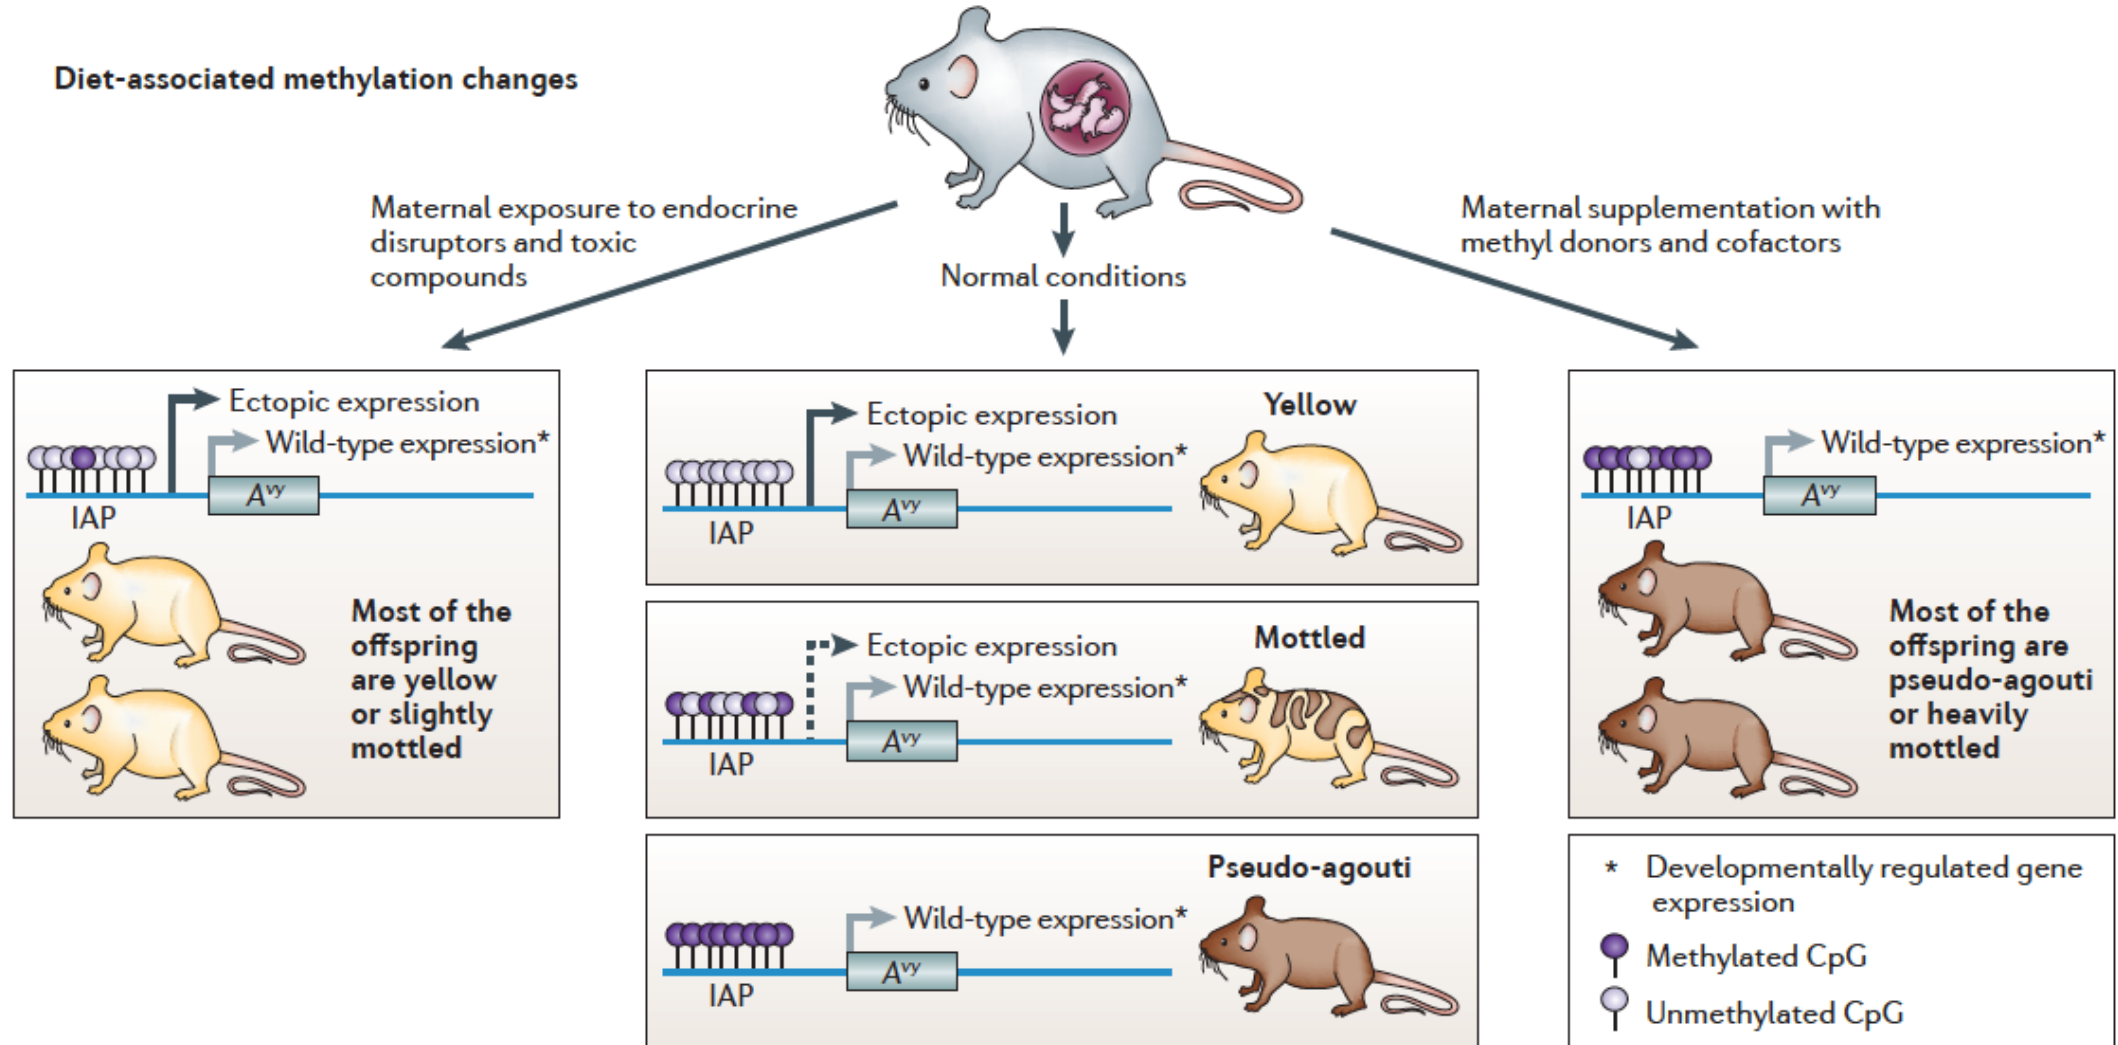 Diet-associated methylation changes
Maternal exposure to endocrine
disruptors and toxic
compounds
Normal conditions
Maternal supplementation with
methyl donors and cofactors
Ectopic expression
Wild-type expression*
Avy
IAP
Most of the
offspring
are yellow
or slightly
mottled
Yellow
Ectopic expression
Wild-type expression*
Avy
IAP
Mottled
Ectopic expression
Wild-type expression*
Avy
IAP
Pseudo-agouti
Wild-type expression*
Avy
IAP
Wild-type expression*
Avy
IAP
Most of the
offspring are
pseudo-agouti
or heavily
mottled
* Developmentally regulated gene
expression
Methylated CpG
Unmethylated CpG